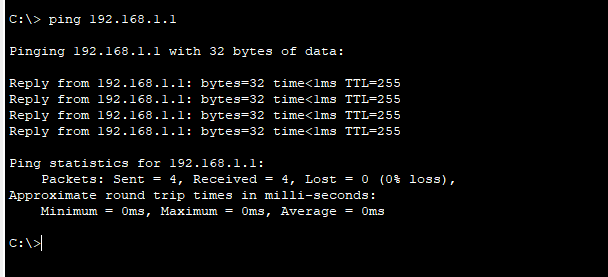 C:\> ping 192.168.1.1
Pinging 192.168.1.1 with 32 bytes of data:
Reply from 192.168.1.1: bytes=32 time<1ms TTL=255
Reply from 192.168.1.1: bytes=32 time<1ms TTL=255
Reply from 192.168.1.1: bytes=32 time<1ms TTL=255
Reply from 192.168.1.1: bytes=32 time<1ms TTL=255
Ping statistics for 192.168.1.1:
Packets: Sent = 4, Received = 4, Lost = 0 (0% loss),
Approximate round trip times in milli-seconds:
Minimum = 0ms, Maximum = 0ms, Average = 0ms
C:\>